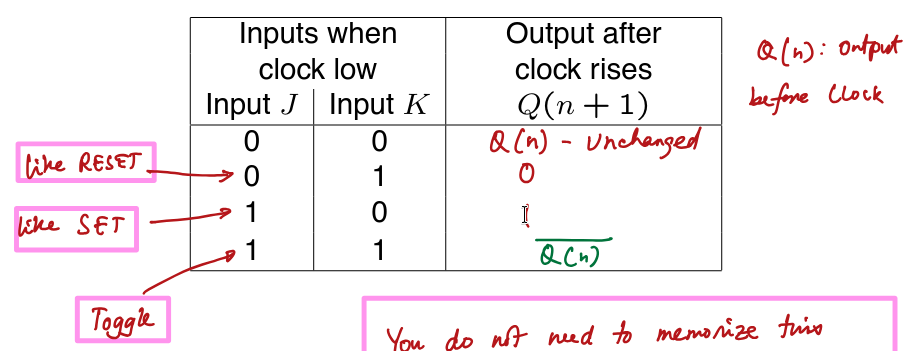 Inputs when
clock low
Output after
clock rises
Input J Input K Q(n + 1)
Q(n): Output
before Clock
0 0 Q(n) - Unchanged
like RESET
0 1 0
like SET
1 0 1
1 1 \overline{Q(n)}
Toggle
You do not need to memorize this